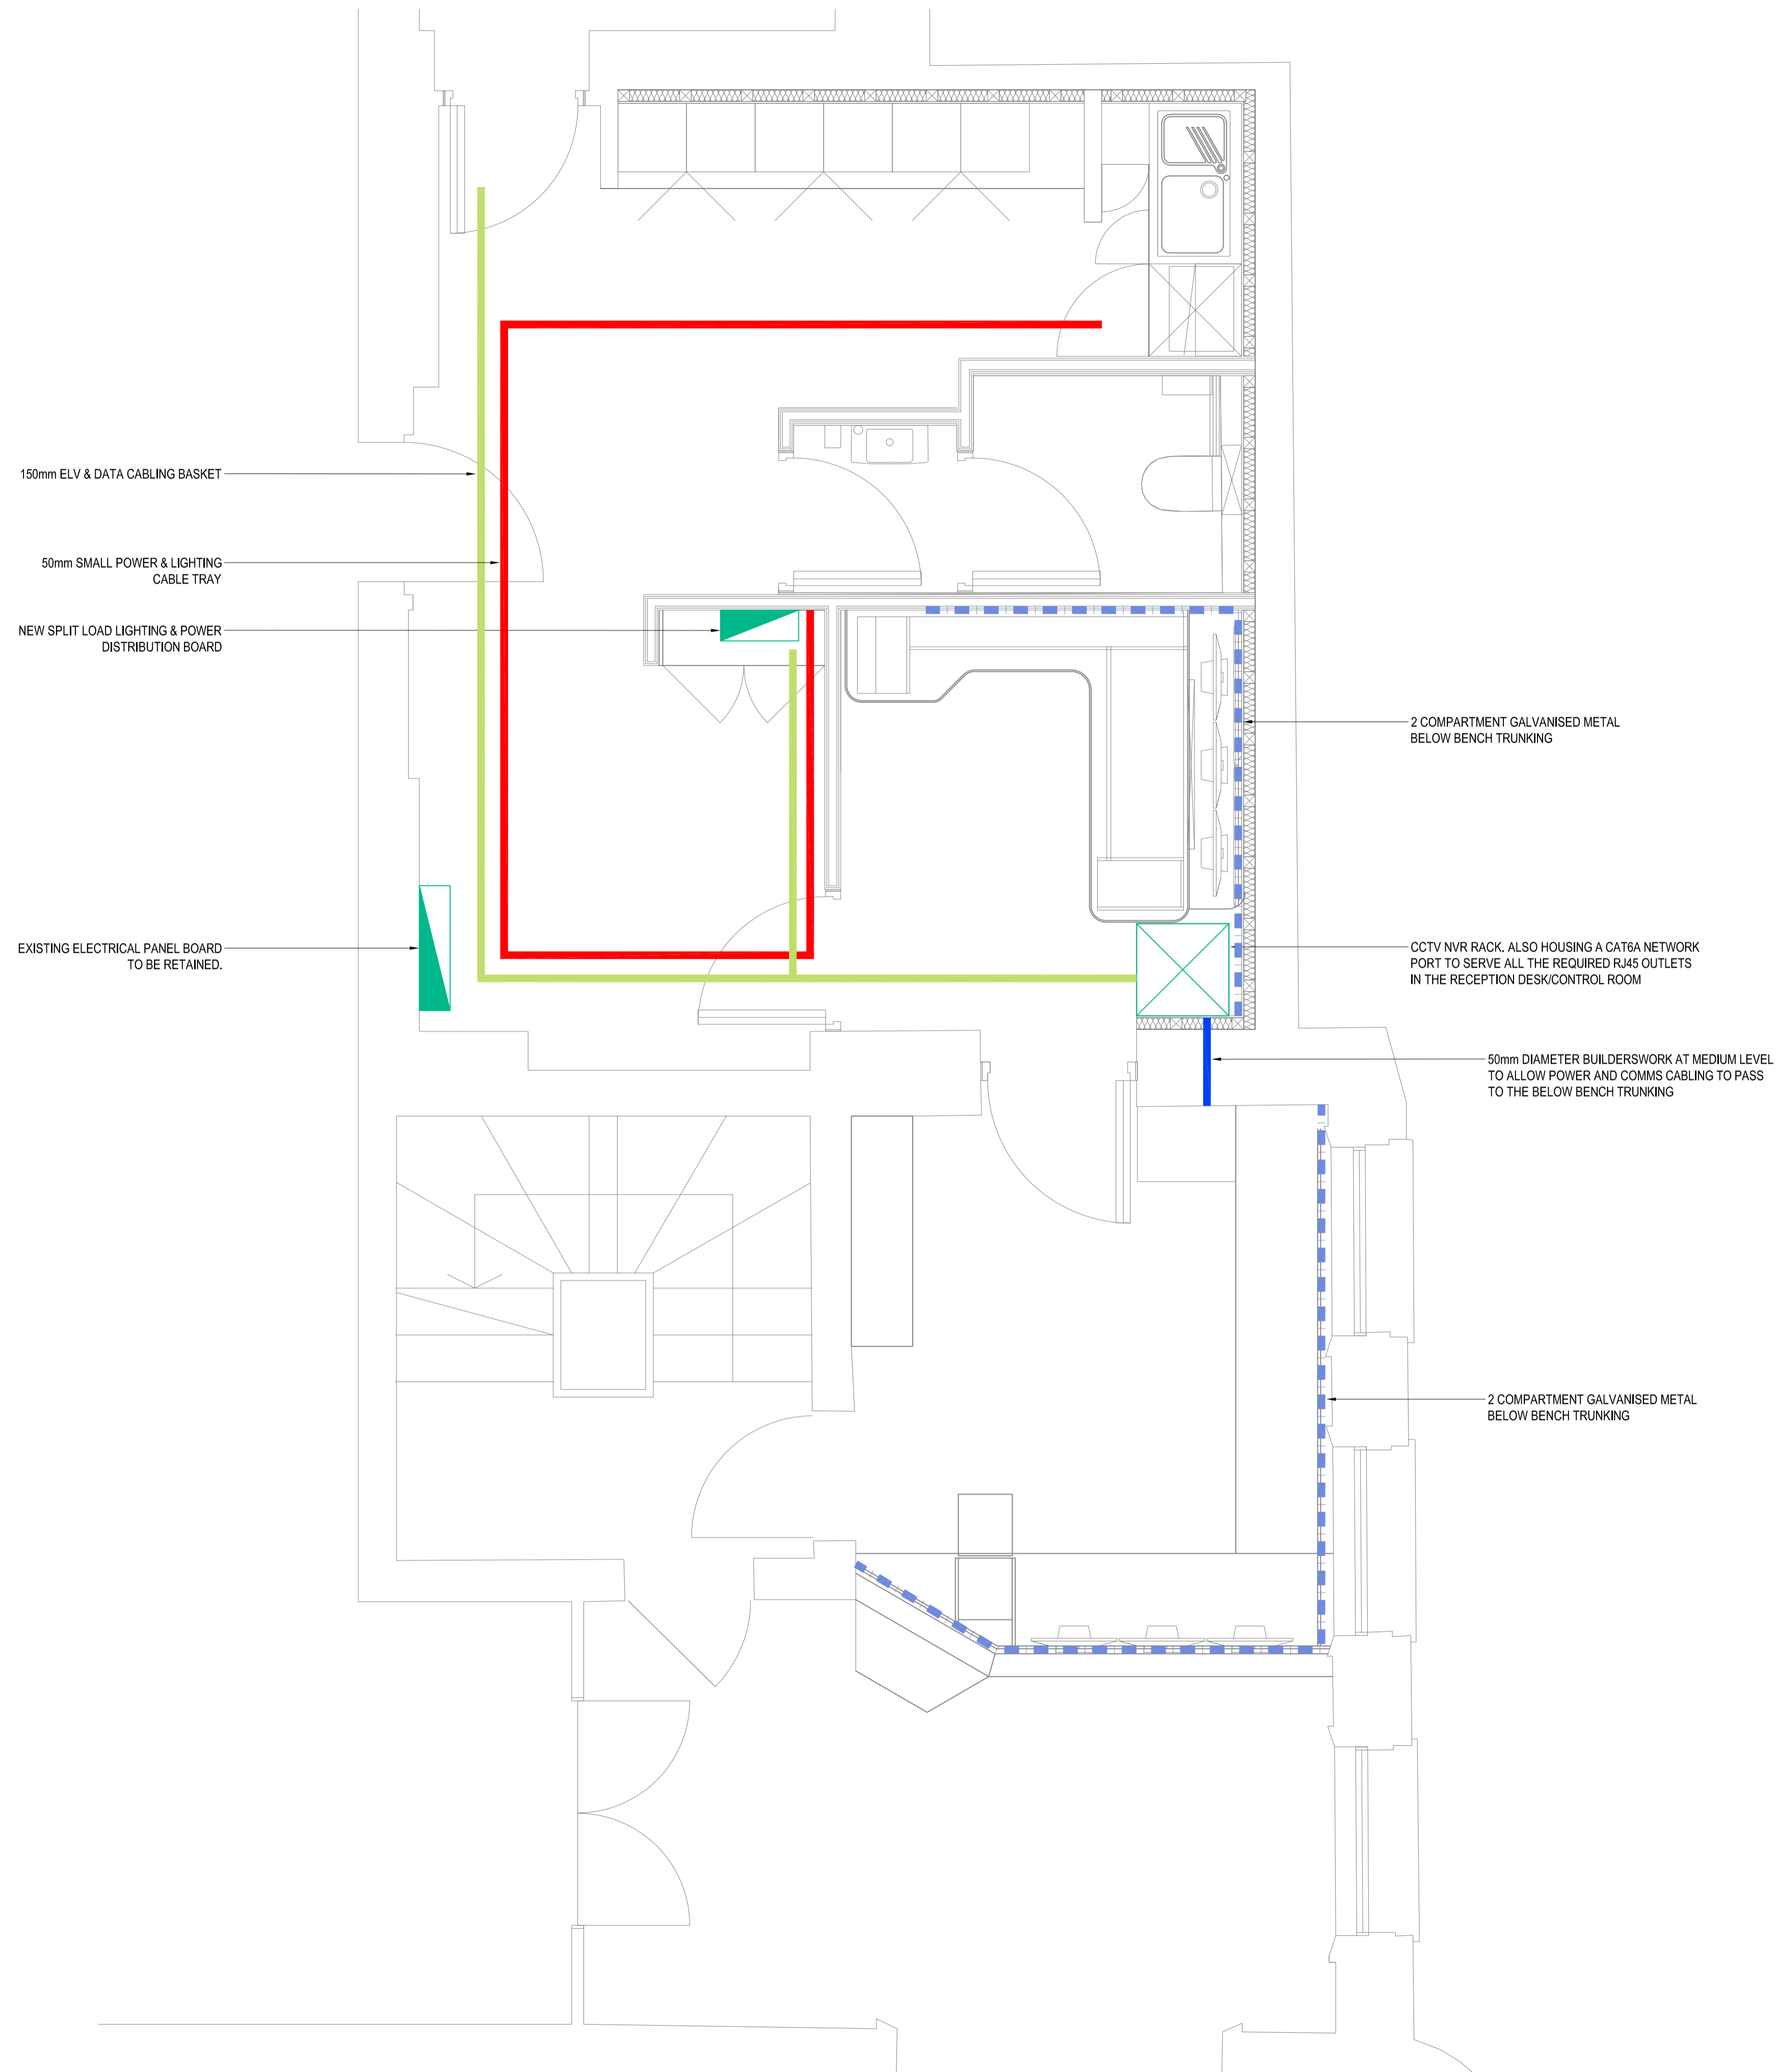 150mm ELV & DATA CABLING BASKET
50mm SMALL POWER & LIGHTING
CABLE TRAY
NEW SPLIT LOAD LIGHTING & POWER
DISTRIBUTION BOARD
2 COMPARTMENT GALVANISED METAL
BELOW BENCH TRUNKING
EXISTING ELECTRICAL PANEL BOARD
TO BE RETAINED.
CCTV NVR RACK. ALSO HOUSING A CAT6A NETWORK
PORT TO SERVE ALL THE REQUIRED RJ45 OUTLETS
IN THE RECEPTION DESK/CONTROL ROOM
50mm DIAMETER BUILDERSWORK AT MEDIUM LEVEL
TO ALLOW POWER AND COMMS CABLING TO PASS
TO THE BELOW BENCH TRUNKING
2 COMPARTMENT GALVANISED METAL
BELOW BENCH TRUNKING